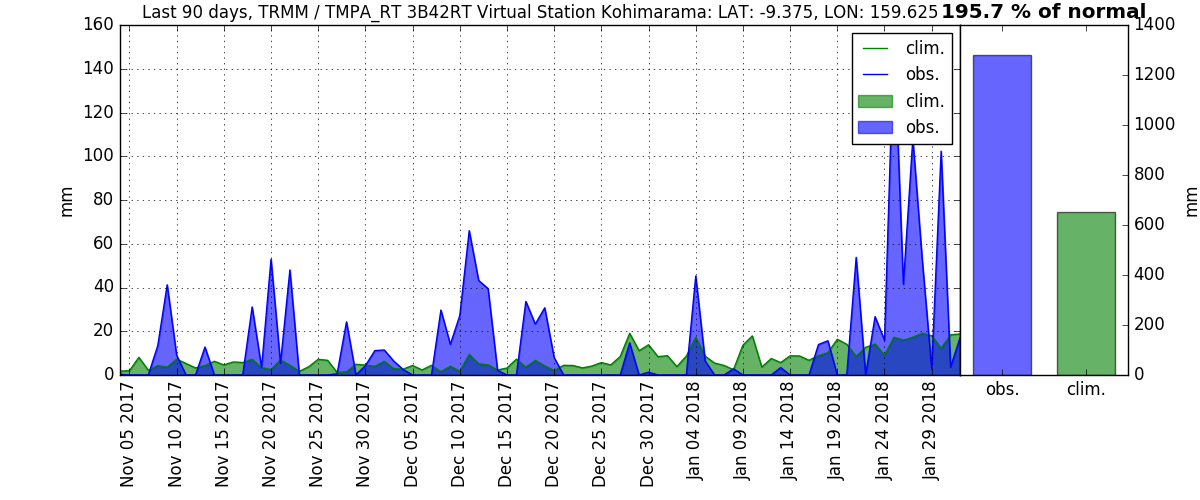 Last 90 days, TRMM / TMPA_RT 3B42RT Virtual Station Kohimarama: LAT: -9.375, LON: 159.625 195.7 % of normal
160
140
120
100
80
60
40
20
0
mm
clim.
obs.
clim.
obs.
Nov 05 2017
Nov 10 2017
Nov 15 2017
Nov 20 2017
Nov 25 2017
Nov 30 2017
Dec 05 2017
Dec 10 2017
Dec 15 2017
Dec 20 2017
Dec 25 2017
Dec 30 2017
Jan 04 2018
Jan 09 2018
Jan 14 2018
Jan 19 2018
Jan 24 2018
Jan 29 2018
1400
1200
1000
800
600
400
200
0
mm
obs.
clim.